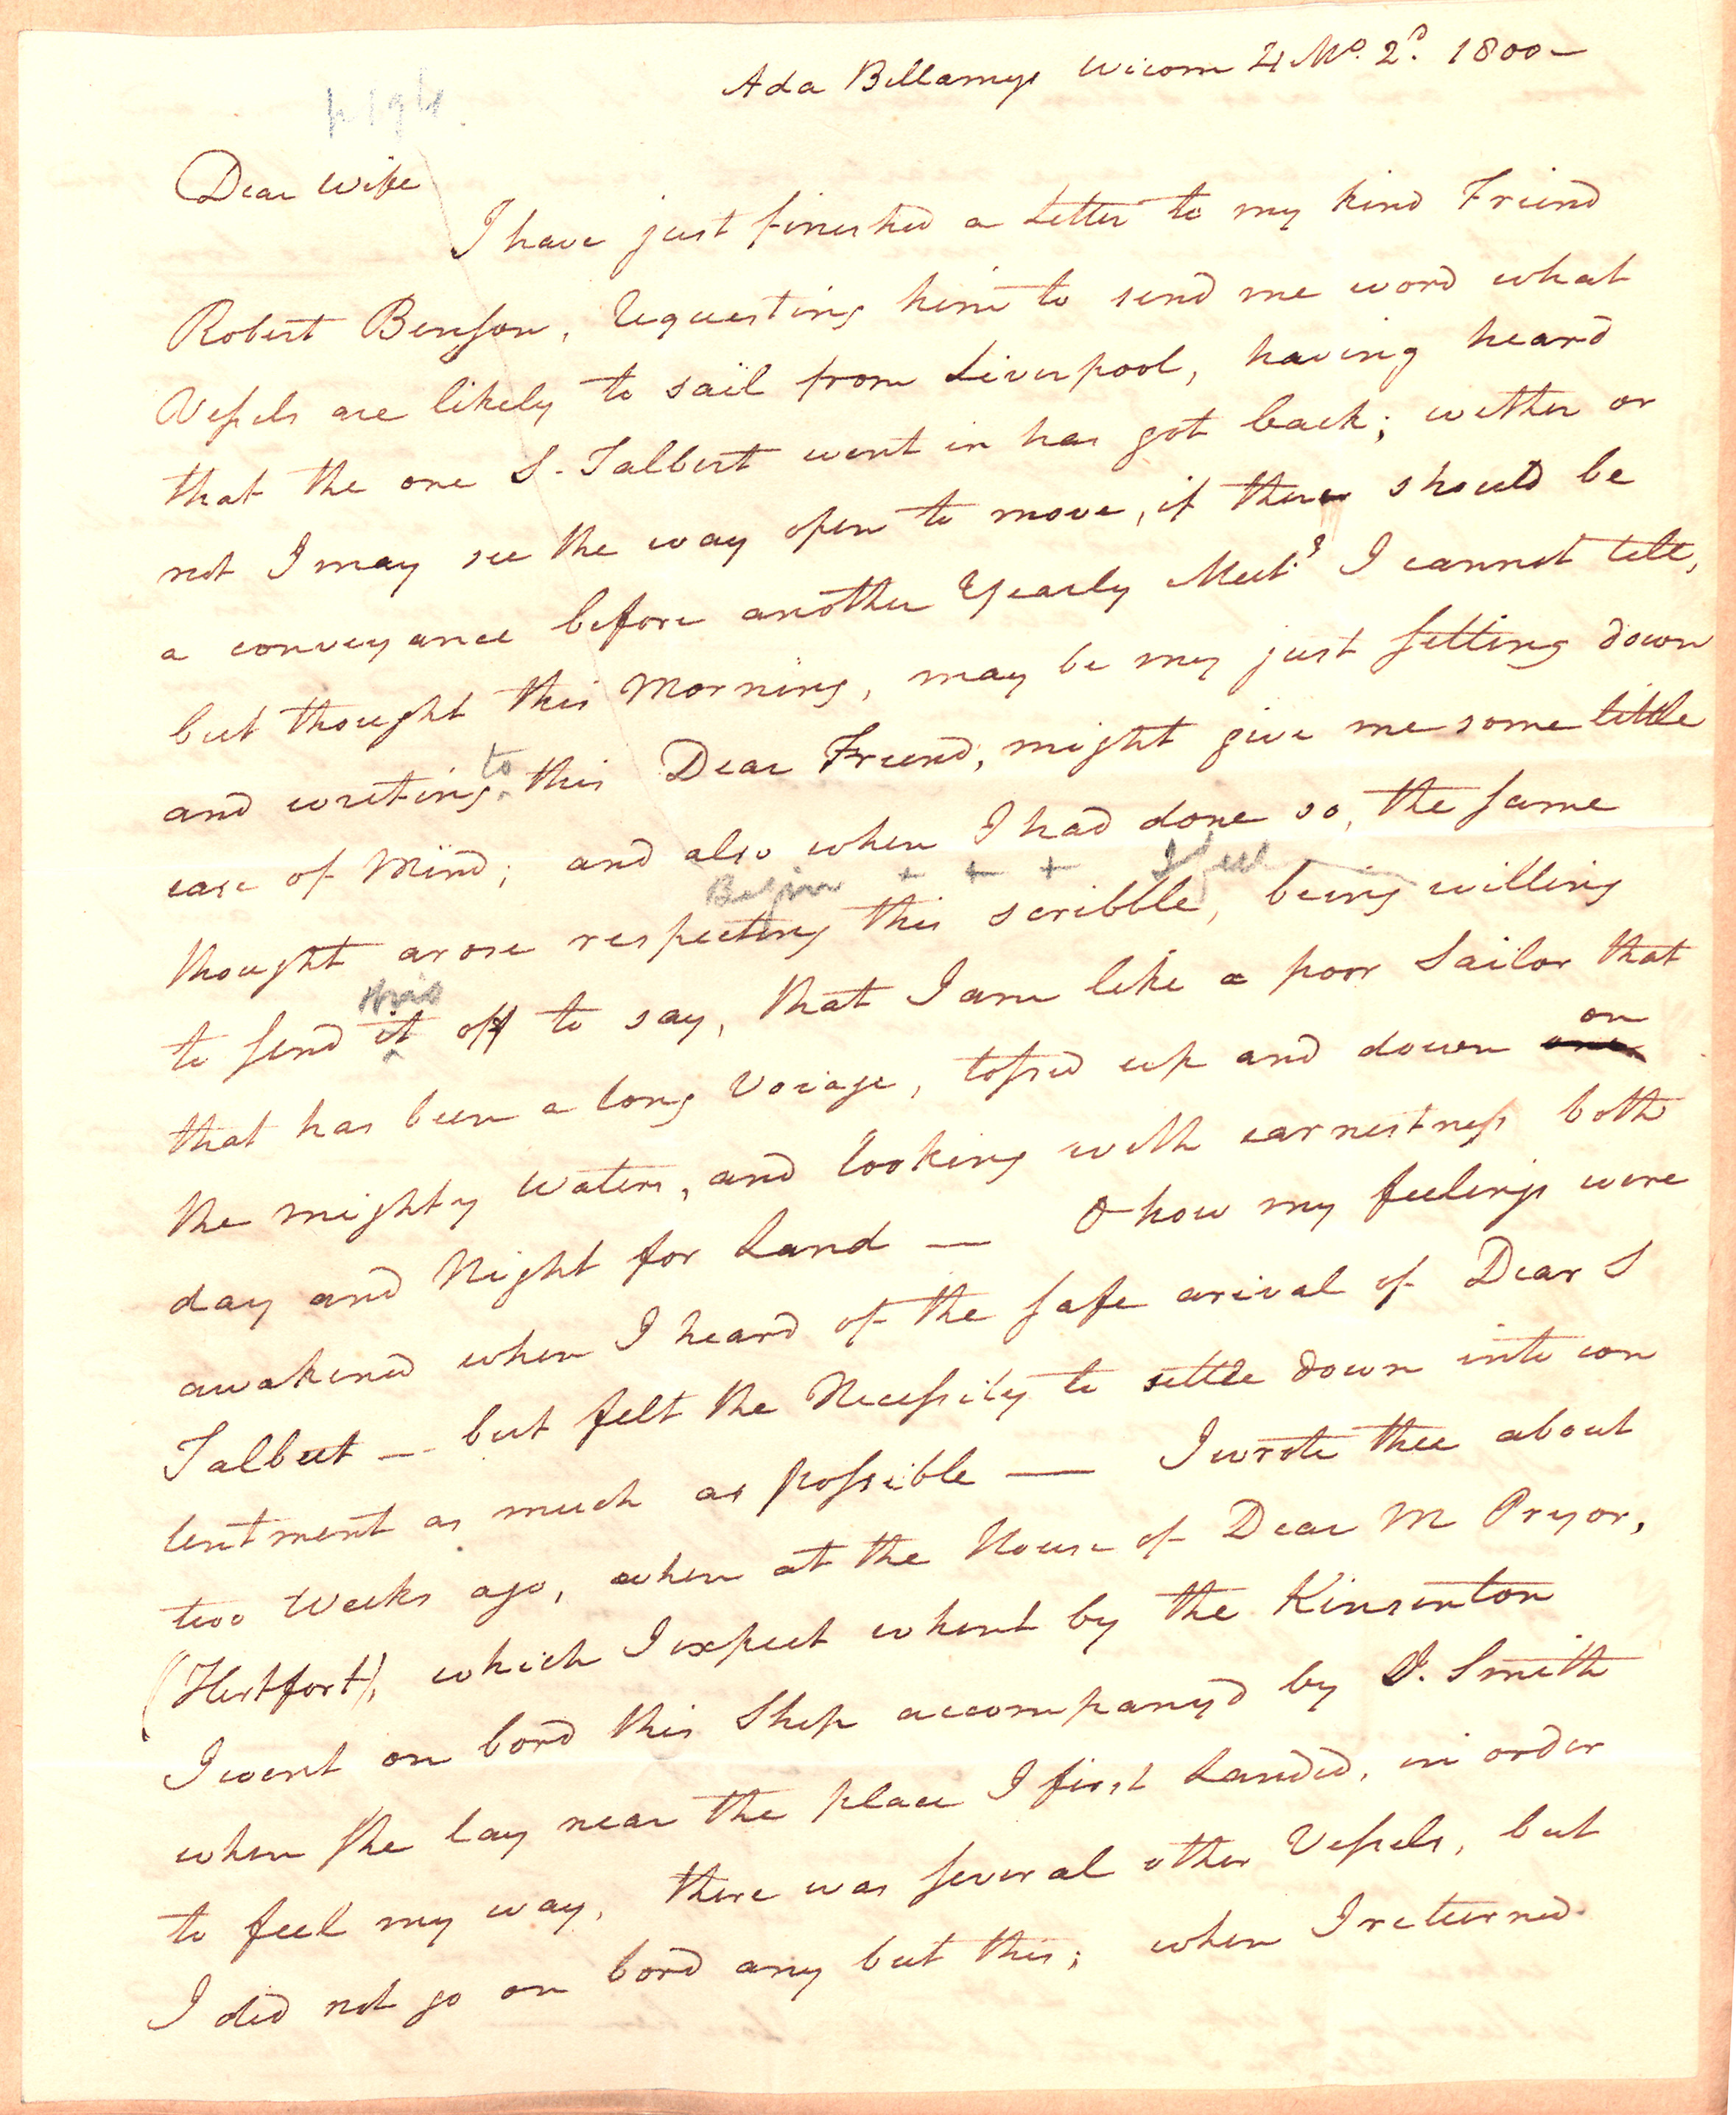 Ada Bellamys Wicom 4 Mo. 2d. 1800 —
p 194.
Dear Wife
I have just finished a Letter to my kind Friend
Robert Benson, Requesting him to send me word what
Vessels are likely to sail from Liverpool, having heard
that the one S. Talbert went in has got back; wether or
not I may see the way open to move, if there should be
a conveyance before another Yearly Meetg I cannot tell,
but thought this Morning, may be my just setting down
and writing to this Dear Friend, might give me some little
ease of Mind; and also when I had done so, the same
Before + + + I feel
thought arose respecting this scribble, being willing
this
to send it off to say, that I am like a poor Sailor that
on
that has been a long Voiage, tossed up and down one
the mighty waters, and looking with earnestness both
day and Night for Land — O how my feelings were
awakened when I heard of the safe arival of Dear S
Talbert — but felt the Necessity to settle down into con
tentment as much as possible — I wrote thee about
two Weeks ago, when at the House of Dear M Pryor,
(Hertfort), which I expect whent by the Kinsinton
I went on bord this Ship accompanyd by D. Smith
when she lay near the place I first Landed, in order
to feel my way, there was several other Vessels, but
I did not go on bord any but this; when I returned